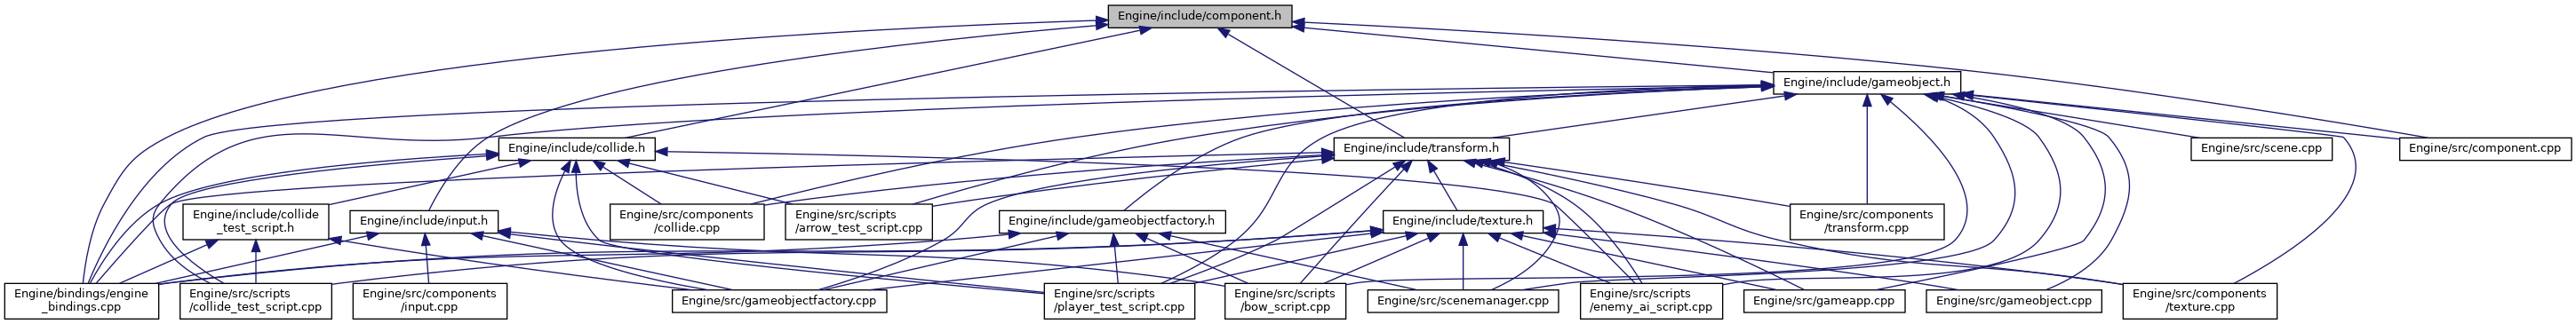 Engine/include/component.h
Engine/include/gameobject.h
Engine/include/collide.h
Engine/include/transform.h
Engine/src/scene.cpp
Engine/src/component.cpp
Engine/include/collide
_test_script.h
Engine/include/input.h
Engine/src/components
/collide.cpp
Engine/src/scripts
/arrow_test_script.cpp
Engine/include/gameobjectfactory.h
Engine/include/texture.h
Engine/src/components
/transform.cpp
Engine/bindings/engine
_bindings.cpp
Engine/src/scripts
/collide_test_script.cpp
Engine/src/components
/input.cpp
Engine/src/gameobjectfactory.cpp
Engine/src/scripts
/player_test_script.cpp
Engine/src/scripts
/bow_script.cpp
Engine/src/scenemanager.cpp
Engine/src/scripts
/enemy_ai_script.cpp
Engine/src/gameapp.cpp
Engine/src/gameobject.cpp
Engine/src/components
/texture.cpp